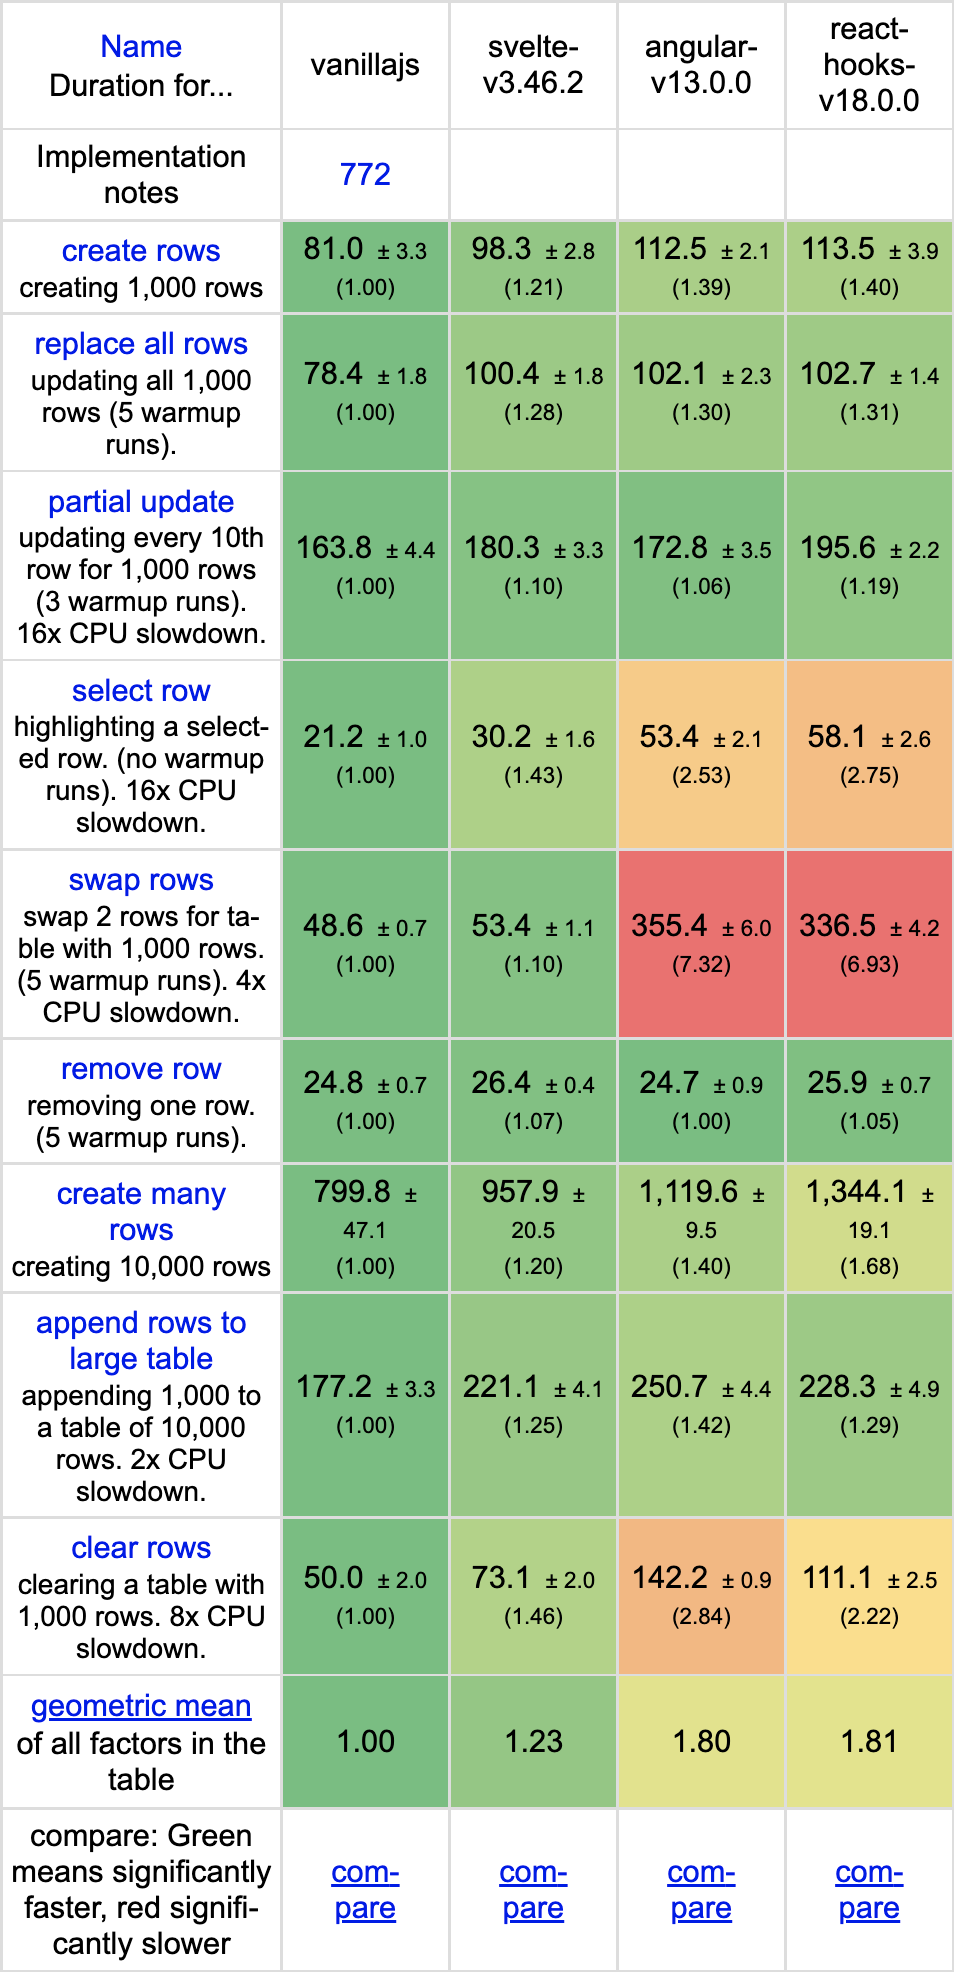 Name
Duration for...
vanillajs
svelte-
v3.46.2
angular-
v13.0.0
react-
hooks-
v18.0.0
Implementation
notes
772
create rows
creating 1,000 rows
81.0 ± 3.3
(1.00)
98.3 ± 2.8
(1.21)
112.5 ± 2.1
(1.39)
113.5 ± 3.9
(1.40)
replace all rows
updating all 1,000
rows (5 warmup
runs).
78.4 ± 1.8
(1.00)
100.4 ± 1.8
(1.28)
102.1 ± 2.3
(1.30)
102.7 ± 1.4
(1.31)
partial update
updating every 10th
row for 1,000 rows
(3 warmup runs).
16x CPU slowdown.
163.8 ± 4.4
(1.00)
180.3 ± 3.3
(1.10)
172.8 ± 3.5
(1.06)
195.6 ± 2.2
(1.19)
select row
highlighting a select-
ed row. (no warmup
runs). 16x CPU
slowdown.
21.2 ± 1.0
(1.00)
30.2 ± 1.6
(1.43)
53.4 ± 2.1
(2.53)
58.1 ± 2.6
(2.75)
swap rows
swap 2 rows for ta-
ble with 1,000 rows.
(5 warmup runs). 4x
CPU slowdown.
48.6 ± 0.7
(1.00)
53.4 ± 1.1
(1.10)
355.4 ± 6.0
(7.32)
336.5 ± 4.2
(6.93)
remove row
removing one row.
(5 warmup runs).
24.8 ± 0.7
(1.00)
26.4 ± 0.4
(1.07)
24.7 ± 0.9
(1.00)
25.9 ± 0.7
(1.05)
create many
rows
creating 10,000 rows
799.8 ±
47.1
(1.00)
957.9 ±
20.5
(1.20)
1,119.6 ±
9.5
(1.40)
1,344.1 ±
19.1
(1.68)
append rows to
large table
appending 1,000 to
a table of 10,000
rows. 2x CPU
slowdown.
177.2 ± 3.3
(1.00)
221.1 ± 4.1
(1.25)
250.7 ± 4.4
(1.42)
228.3 ± 4.9
(1.29)
clear rows
clearing a table with
1,000 rows. 8x CPU
slowdown.
50.0 ± 2.0
(1.00)
73.1 ± 2.0
(1.46)
142.2 ± 0.9
(2.84)
111.1 ± 2.5
(2.22)
geometric mean
of all factors in the
table
1.00
1.23
1.80
1.81
compare: Green
means significantly
faster, red signifi-
cantly slower
com-
pare
com-
pare
com-
pare
com-
pare